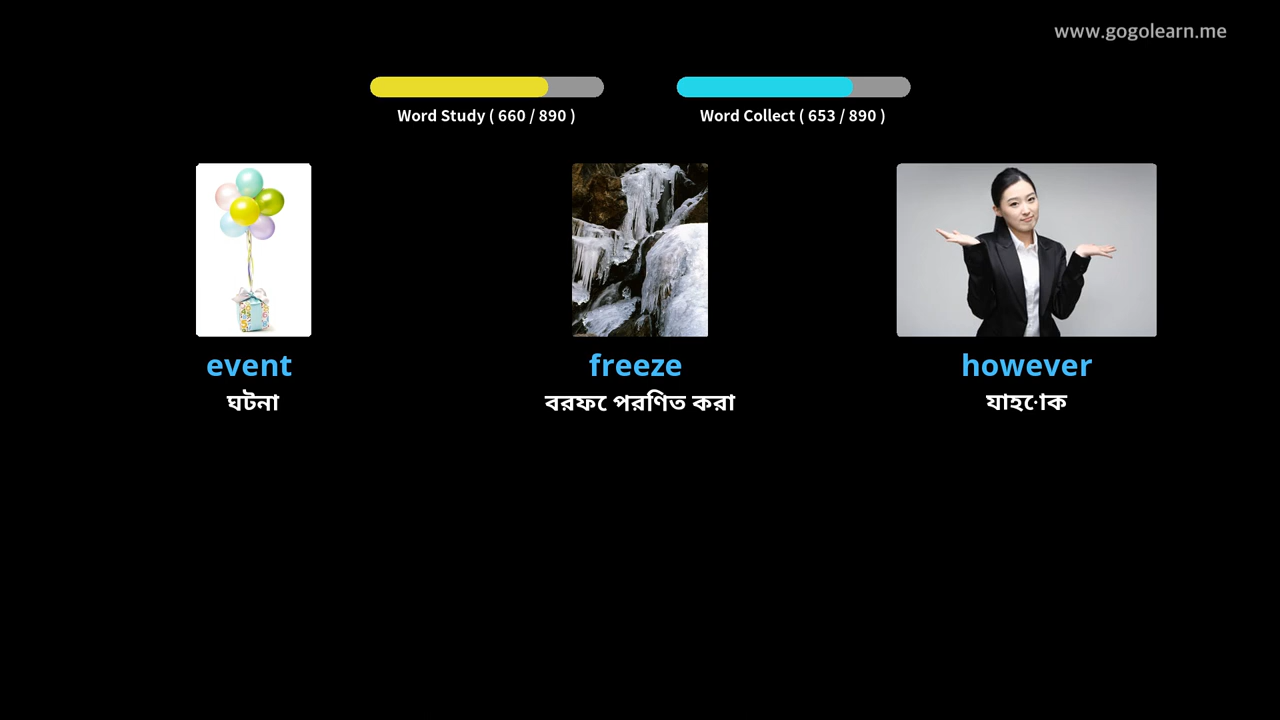 www.gogolearn.me
Word Study ( 660 / 890 )
Word Collect ( 653 / 890 )
event
freeze
however
ঘটনা
বরফে পরিণত করা
যাহোক